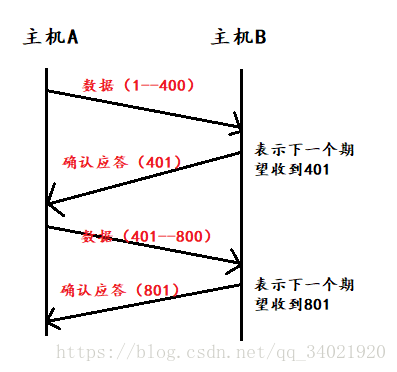 主机A
主机B
数据（1--400）
确认应答（401）
表示下一个期
望收到401
数据（401--800）
确认应答（801）
表示下一个期
望收到801
https://blog.csdn.net/qq_34021920